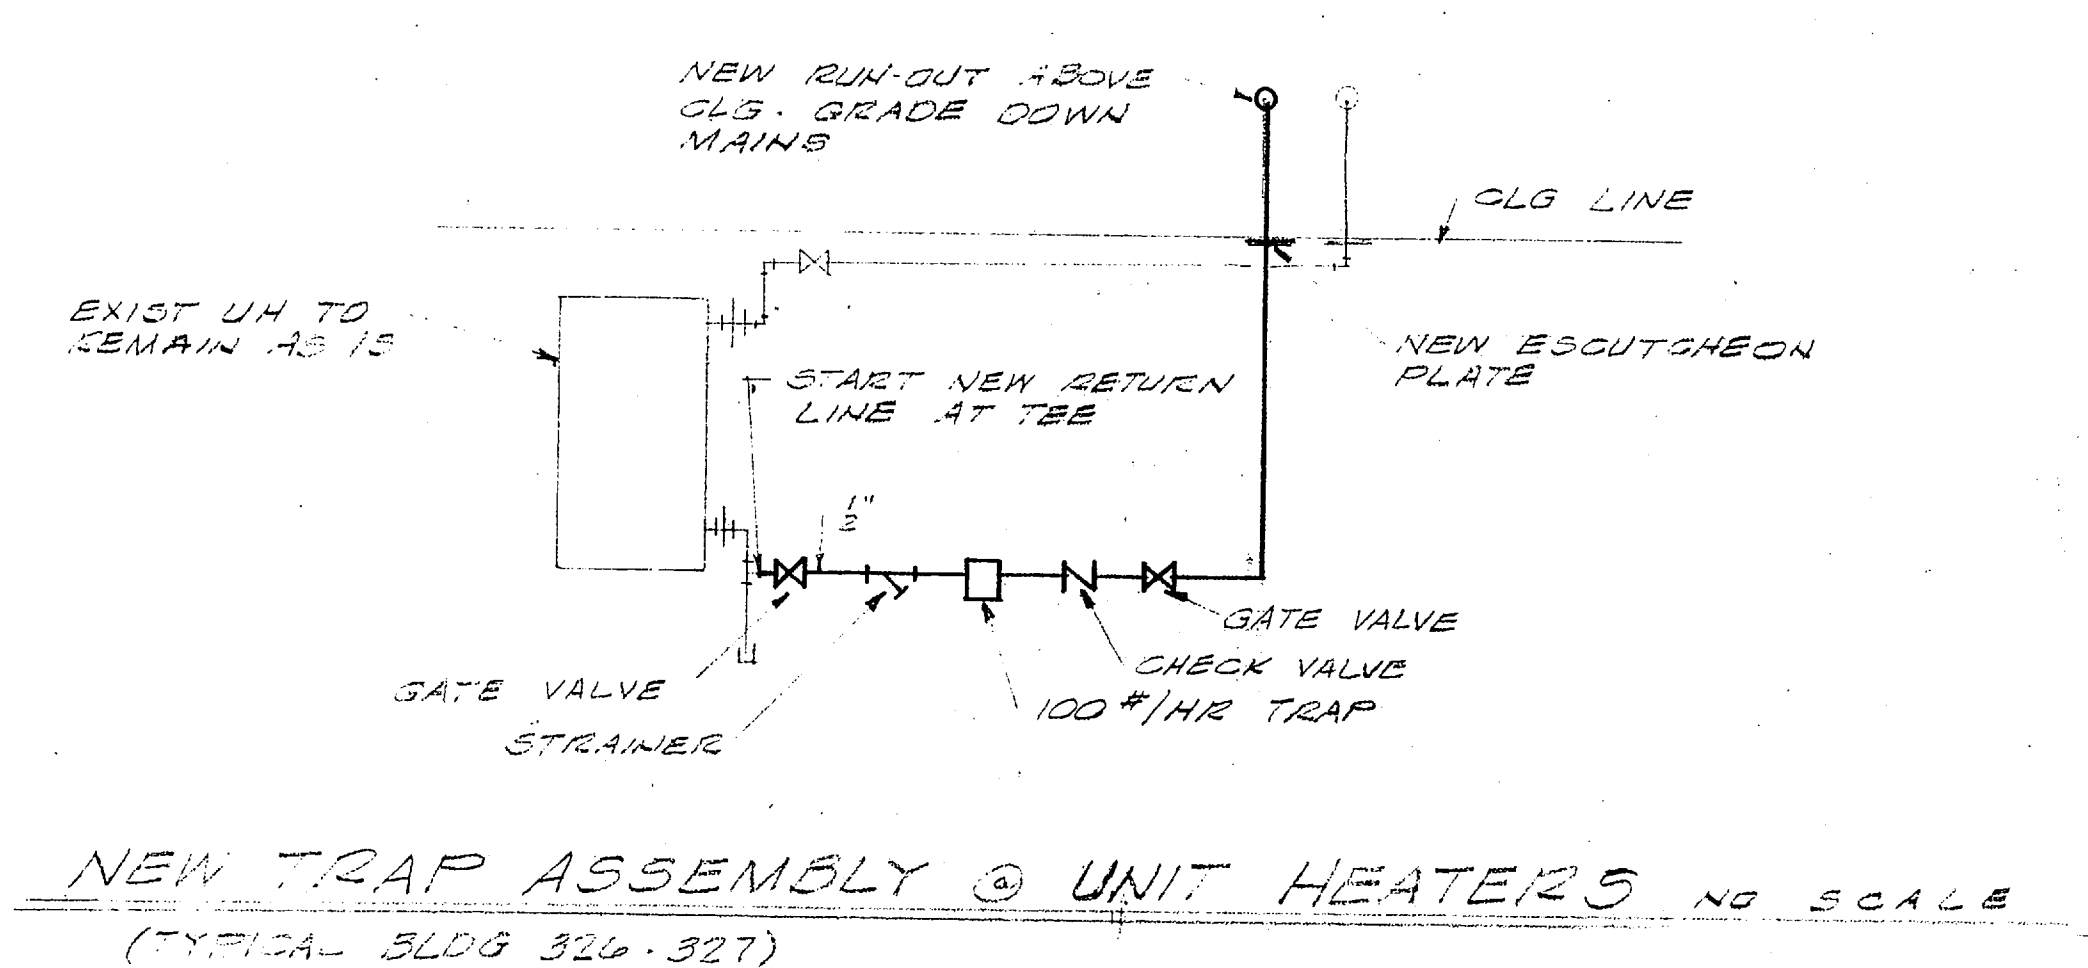 NEW RUN-OUT ABOVE
CLG. GRADE DOWN
MAINS
CLG LINE
EXIST UH TO
REMAIN AS IS
NEW ESCUTCHEON
PLATE
START NEW RETURN
LINE AT TEE
1/2"
GATE VALVE
CHECK VALVE
100#/HR TRAP
GATE VALVE
STRAINER
NEW TRAP ASSEMBLY @ UNIT HEATERS NO SCALE
(TYPICAL BLDG 326-327)